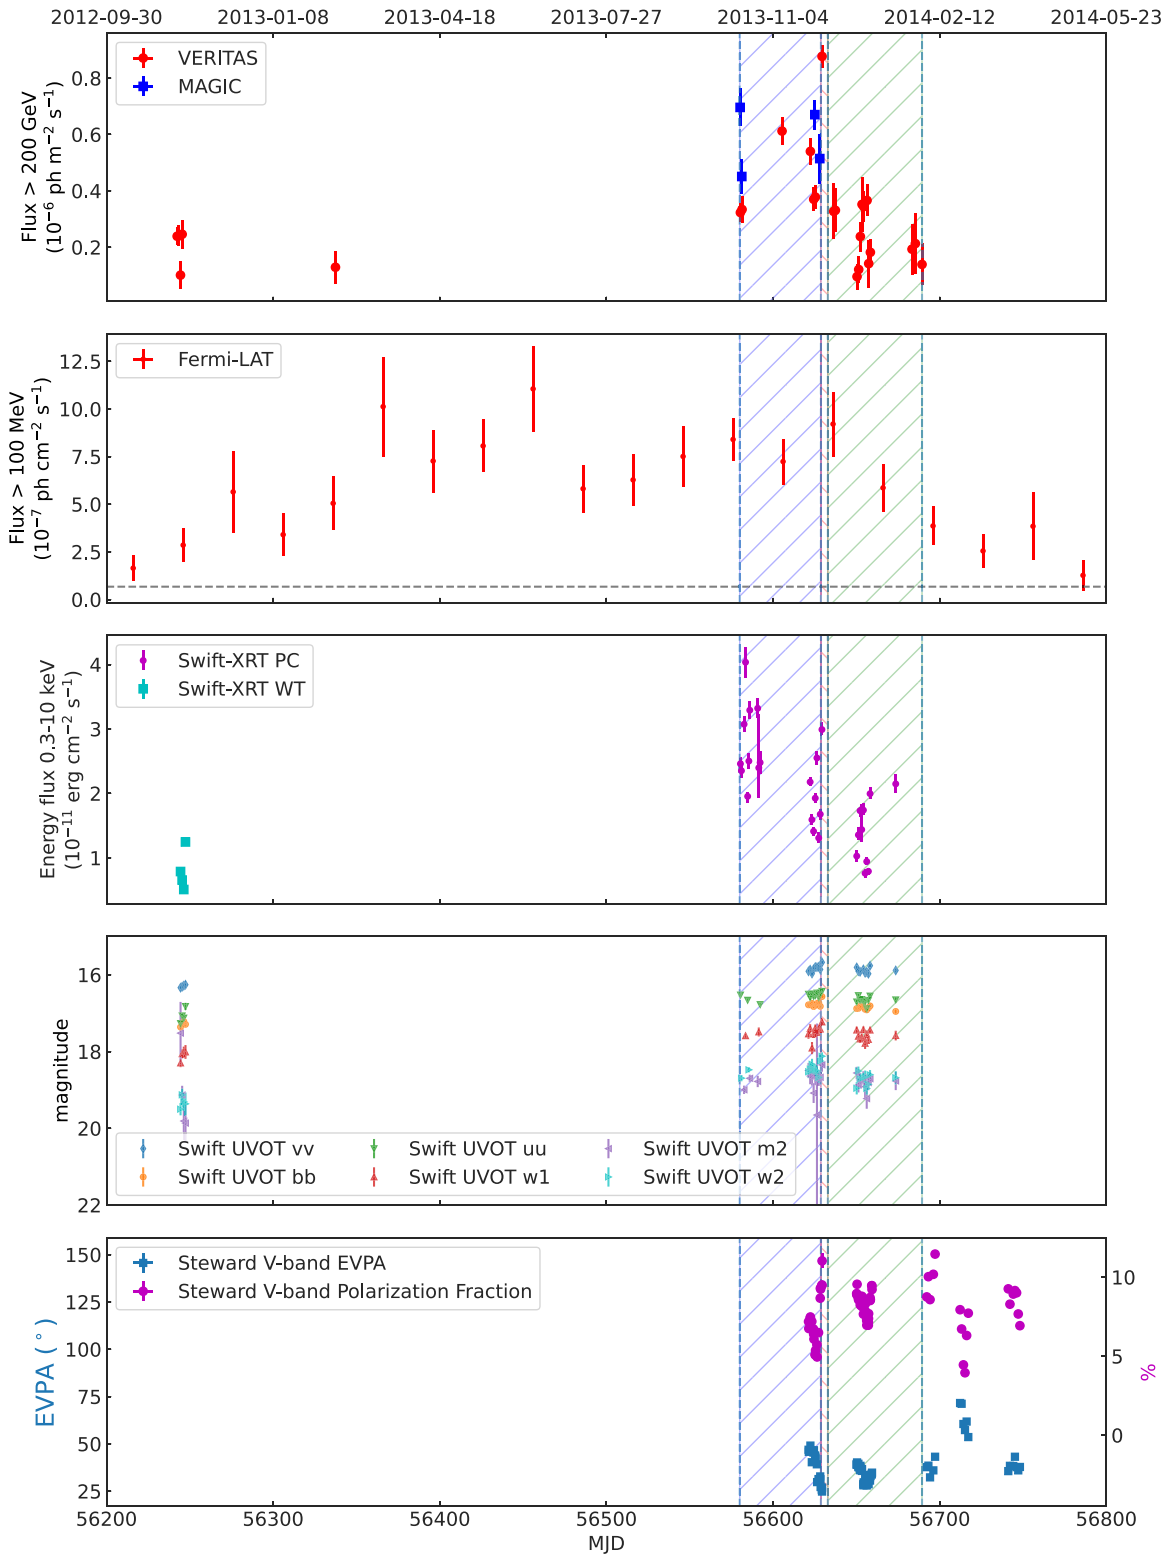 2012-09-30 2013-01-08 2013-04-18 2013-07-27 2013-11-04 2014-02-12 2014-05-23
VERITAS
MAGIC
Flux > 200 GeV
(10⁻⁶ ph m⁻² s⁻¹)
0.8
0.6
0.4
0.2
Fermi-LAT
Flux > 100 MeV
(10⁻⁷ ph cm⁻² s⁻¹)
12.5
10.0
7.5
5.0
2.5
0.0
Swift-XRT PC
Swift-XRT WT
Energy flux 0.3-10 keV
(10⁻¹¹ erg cm⁻² s⁻¹)
4
3
2
1
magnitude
16
18
20
22
Swift UVOT vv Swift UVOT uu Swift UVOT m2
Swift UVOT bb Swift UVOT w1 Swift UVOT w2
Steward V-band EVPA
Steward V-band Polarization Fraction
EVPA (°)
150
125
100
75
50
25
10
5
0
%
56200 56300 56400 56500 56600 56700 56800
MJD